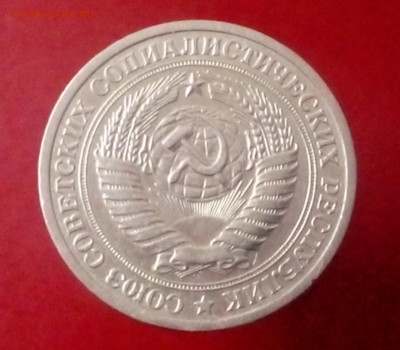 СОЮЗ СОВЕТСКИХ СОЦИАЛИСТИЧЕСКИХ РЕСПУБЛИК